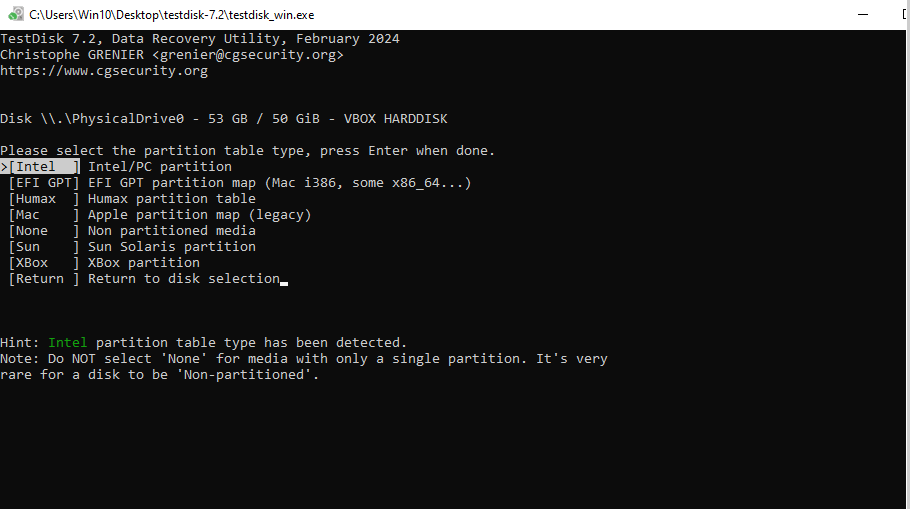 C:\Users\Win10\Desktop\testdisk-7.2\testdisk_win.exe
TestDisk 7.2, Data Recovery Utility, February 2024
Christophe GRENIER <grenier@cgsecurity.org>
https://www.cgsecurity.org
Disk \\.\PhysicalDrive0 - 53 GB / 50 GiB - VBOX HARDDISK
Please select the partition table type, press Enter when done.
>[Intel  ] Intel/PC partition
[EFI GPT] EFI GPT partition map (Mac i386, some x86_64...)
[Humax  ] Humax partition table
[Mac    ] Apple partition map (legacy)
[None   ] Non partitioned media
[Sun    ] Sun Solaris partition
[XBox   ] XBox partition
[Return ] Return to disk selection
Hint: Intel partition table type has been detected.
Note: Do NOT select 'None' for media with only a single partition. It's very
rare for a disk to be 'Non-partitioned'.